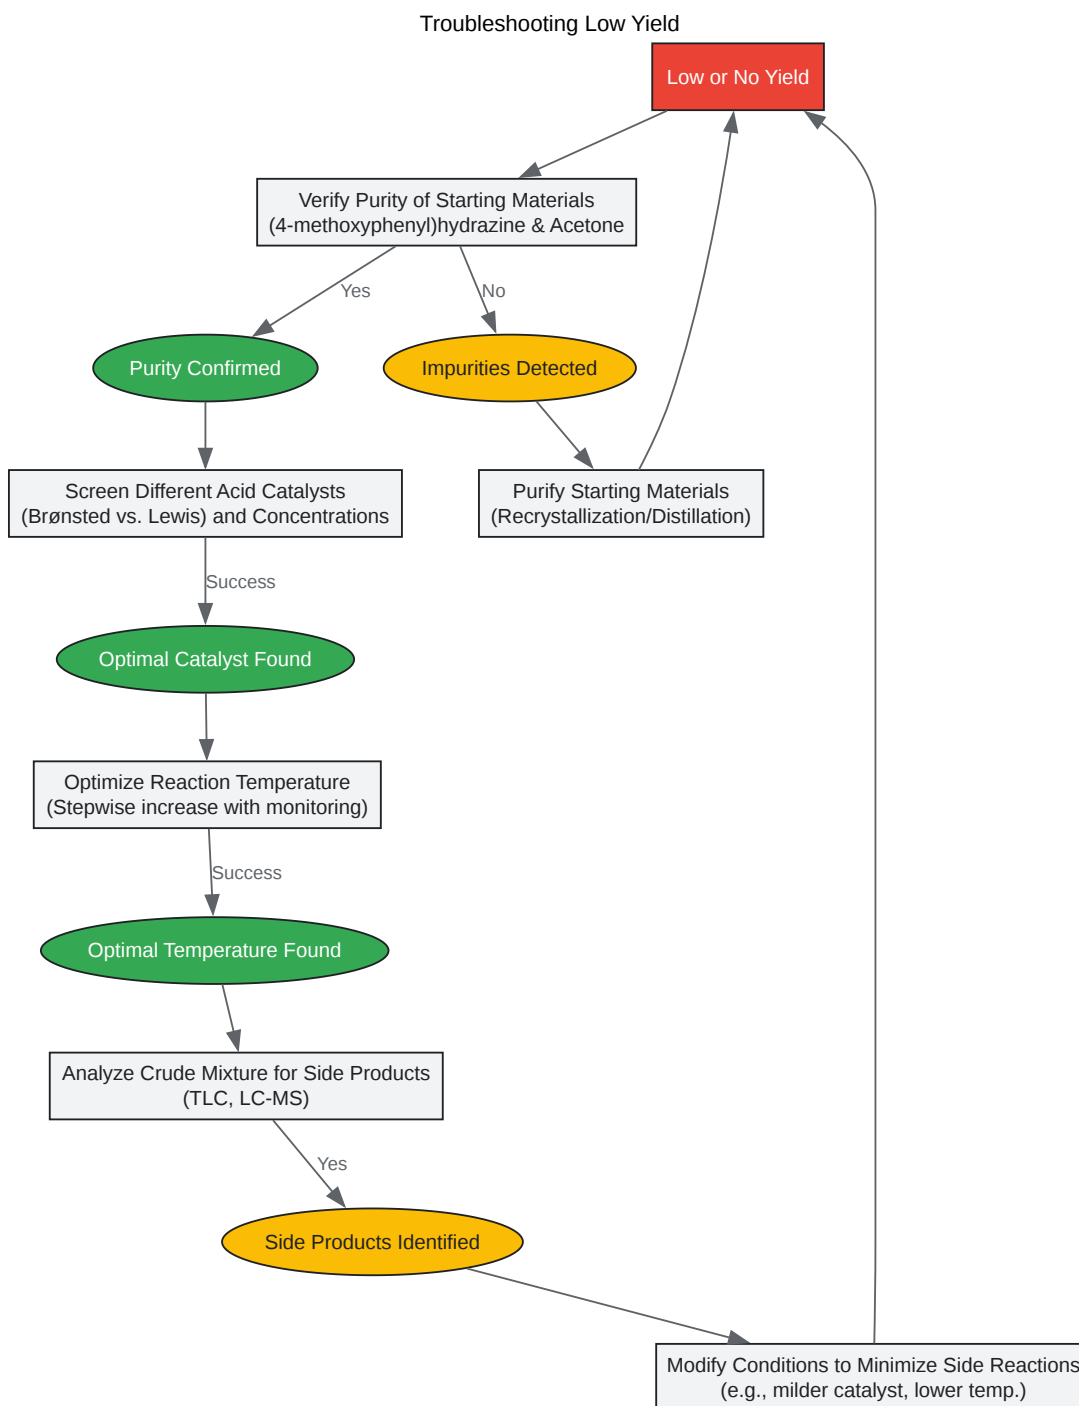 Troubleshooting Low Yield
Low or No Yield
Verify Purity of Starting Materials
(4-methoxyphenyl)hydrazine & Acetone
Yes
No
Purity Confirmed
Impurities Detected
Screen Different Acid Catalysts
(Brønsted vs. Lewis) and Concentrations
Purify Starting Materials
(Recrystallization/Distillation)
Success
Optimal Catalyst Found
Optimize Reaction Temperature
(Stepwise increase with monitoring)
Success
Optimal Temperature Found
Analyze Crude Mixture for Side Products
(TLC, LC-MS)
Yes
Side Products Identified
Modify Conditions to Minimize Side Reactions
(e.g., milder catalyst, lower temp.)